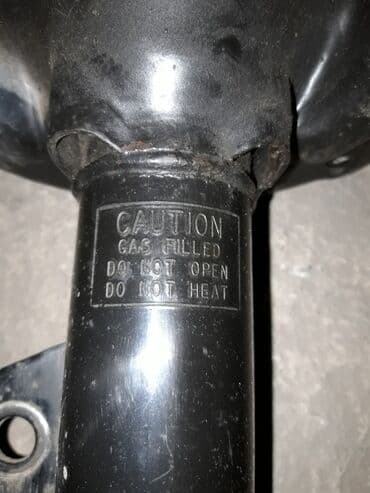 CAUTION
GAS FILLED
DO NOT OPEN
DO NOT HEAT